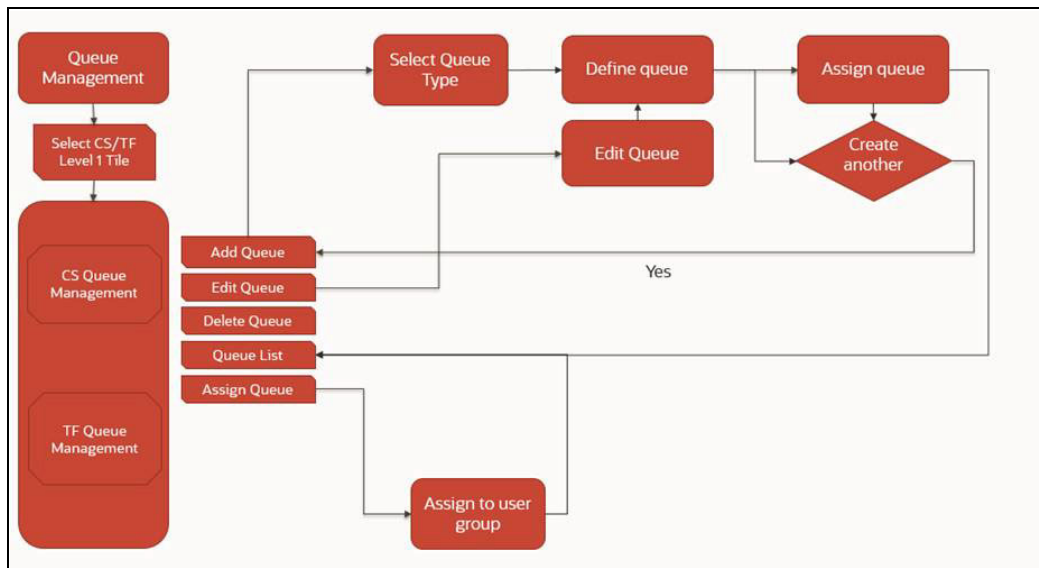 Queue
Management
Select Queue
Type
Define queue
Assign queue
Select CS/TF
Level 1 Tile
Edit Queue
Create
another
Add Queue
Yes
CS Queue
Management
Edit Queue
Delete Queue
Queue List
Assign Queue
TF Queue
Management
Assign to user
group